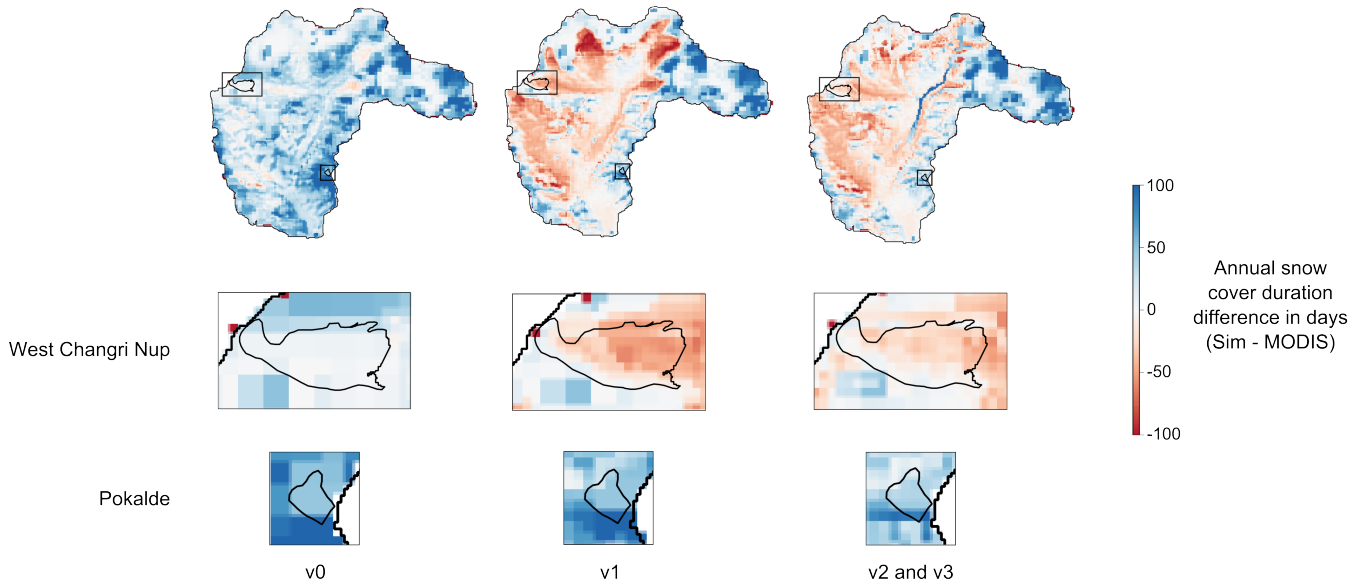 100
50
0
-50
-100
Annual snow
cover duration
difference in days
(Sim - MODIS)
West Changri Nup
Pokalde
v0
v1
v2 and v3